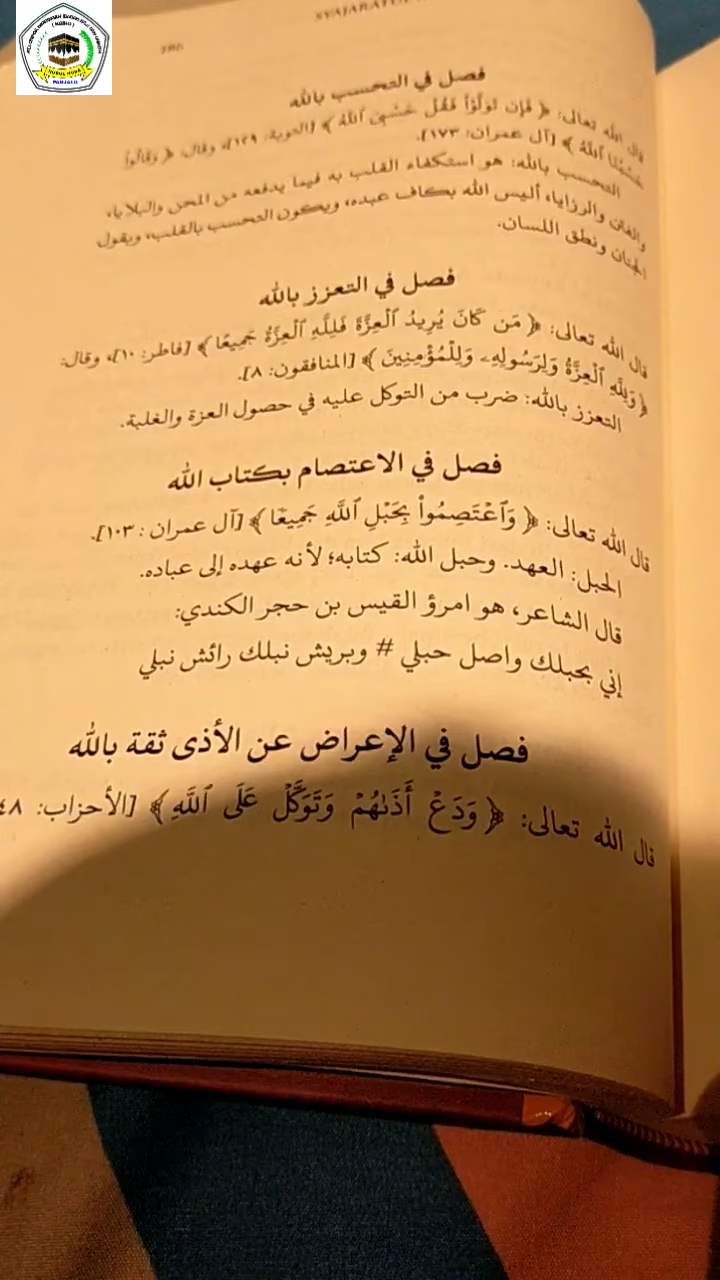 SYAJARATUL
فصل في التحسب بالله
قال الله تعالى: ﴿ فَإِن تَوَلَّوْاْ فَقُلْ حَسْبِيَ ٱللَّهُ ﴾ [التوبة: ١٢٩]، وقال: ﴿ وَقَالُواْ
حَسْبُنَا ٱللَّهُ ﴾ [آل عمران: ١٧٣].
التحسب بالله: هو استكفاء القلب به فيما يدفعه من المحن والبلايا،
والفتن والرزايا، أليس الله بكاف عبده، ويكون التحسب بالقلب، وبقول
الجنان ونطق اللسان.
فصل في التعزز بالله
قال الله تعالى: ﴿ مَن كَانَ يُرِيدُ ٱلْعِزَّةَ فَلِلَّهِ ٱلْعِزَّةُ جَمِيعًا ﴾ [فاطر: ١٠]، وقال:
﴿ وَلِلَّهِ ٱلْعِزَّةُ وَلِرَسُولِهِۦ وَلِلْمُؤْمِنِينَ ﴾ [المنافقون: ٨].
التعزز بالله: ضرب من التوكل عليه في حصول العزة والغلبة.
فصل في الاعتصام بكتاب الله
قال الله تعالى: ﴿ وَٱعْتَصِمُواْ بِحَبْلِ ٱللَّهِ جَمِيعًا ﴾ [آل عمران : ١٠٣].
الحبل: العهد. وحبل الله: كتابه؛ لأنه عهده إلى عباده.
قال الشاعر، هو امرؤ القيس بن حجر الكندي:
إني بحبلك واصل حبلي # وبريش نبلك رائش نبلي
فصل في الإعراض عن الأذى ثقة بالله
قال الله تعالى: ﴿ وَدَعْ أَذَىٰهُمْ وَتَوَكَّلْ عَلَى ٱللَّهِ ﴾ [الأحزاب: ٤٨
NURUL HUDA